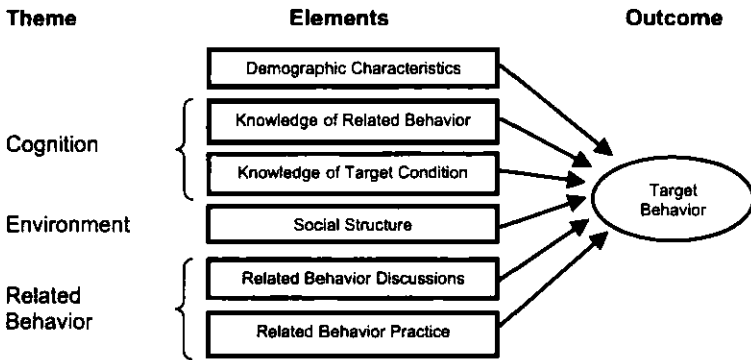 Theme Elements Outcome
Demographic Characteristics
Knowledge of Related Behavior
Cognition
Knowledge of Target Condition
Target
Behavior
Environment
Social Structure
Related Behavior Discussions
Related
Behavior
Related Behavior Practice